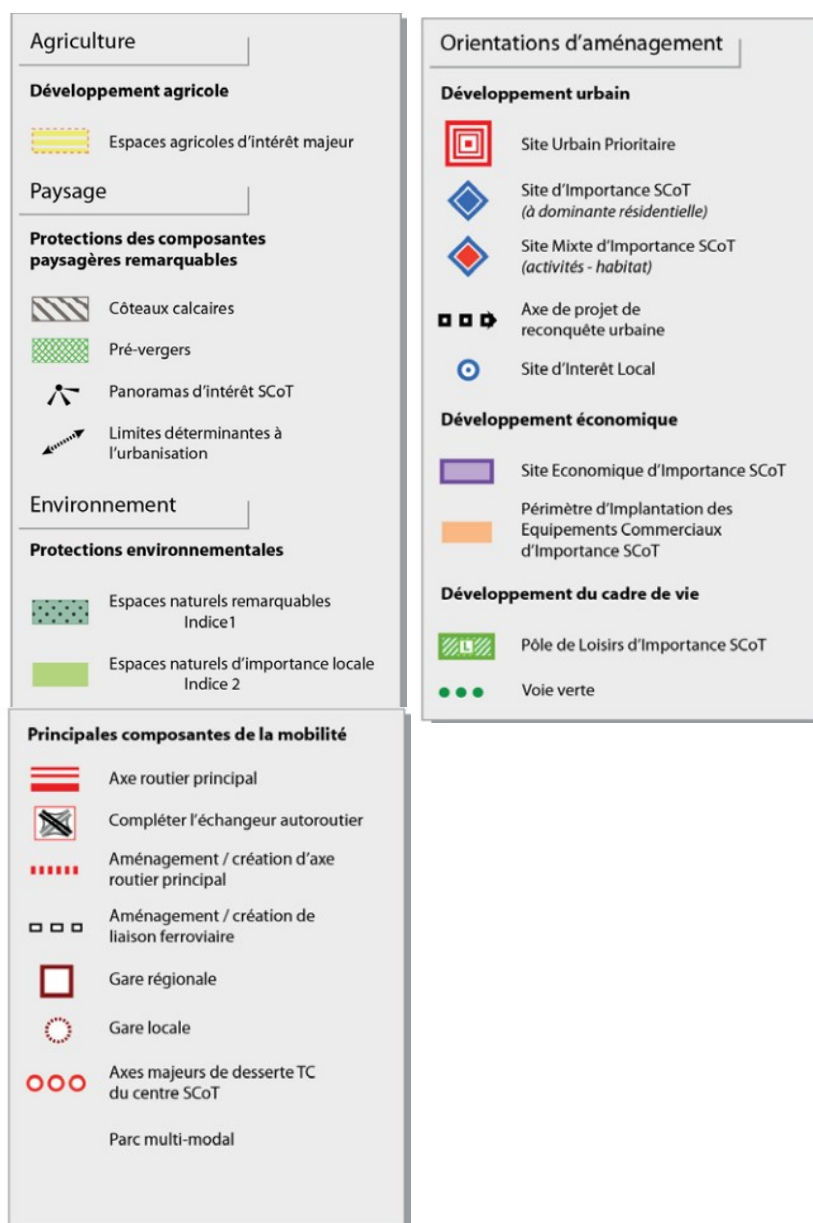 Agriculture
Développement agricole
Espaces agricoles d'intérêt majeur
Paysage
Protections des composantes
paysagères remarquables
Côteaux calcaires
Pré-vergers
Panoramas d'intérêt SCoT
Limites déterminantes à
l'urbanisation
Environnement
Protections environnementales
Espaces naturels remarquables
Indice1
Espaces naturels d'importance locale
Indice 2
Principales composantes de la mobilité
Axe routier principal
Compléter l'échangeur autoroutier
Aménagement / création d'axe
routier principal
Aménagement / création de
liaison ferroviaire
Gare régionale
Gare locale
Axes majeurs de desserte TC
du centre SCoT
Parc multi-modal
Orientations d'aménagement
Développement urbain
Site Urbain Prioritaire
Site d'Importance SCoT
(à dominante résidentielle)
Site Mixte d'Importance SCoT
(activités - habitat)
Axe de projet de
reconquête urbaine
Site d'Interêt Local
Développement économique
Site Economique d'Importance SCoT
Périmètre d'Implantation des
Equipements Commerciaux
d'Importance SCoT
Développement du cadre de vie
L
Pôle de Loisirs d'Importance SCoT
Voie verte